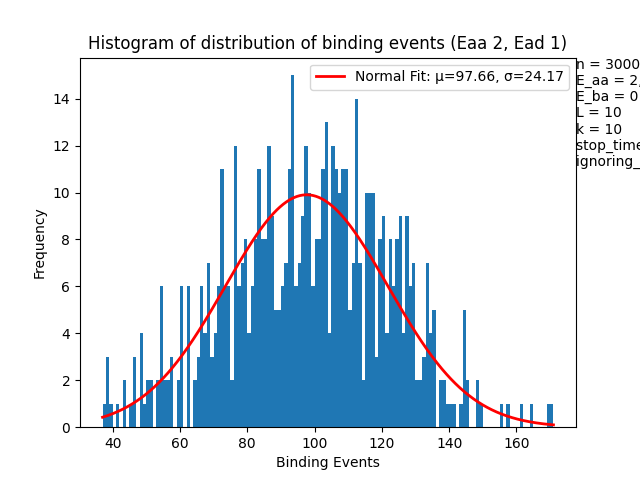 Histogram of distribution of binding events (Eaa 2, Ead 1)
Normal Fit: μ=97.66, σ=24.17
n = 3000
E_aa = 2,
E_ba = 0
L = 10
k = 10
stop_time
ignoring_
Frequency
14
12
10
8
6
4
2
0
40 60 80 100 120 140 160
Binding Events